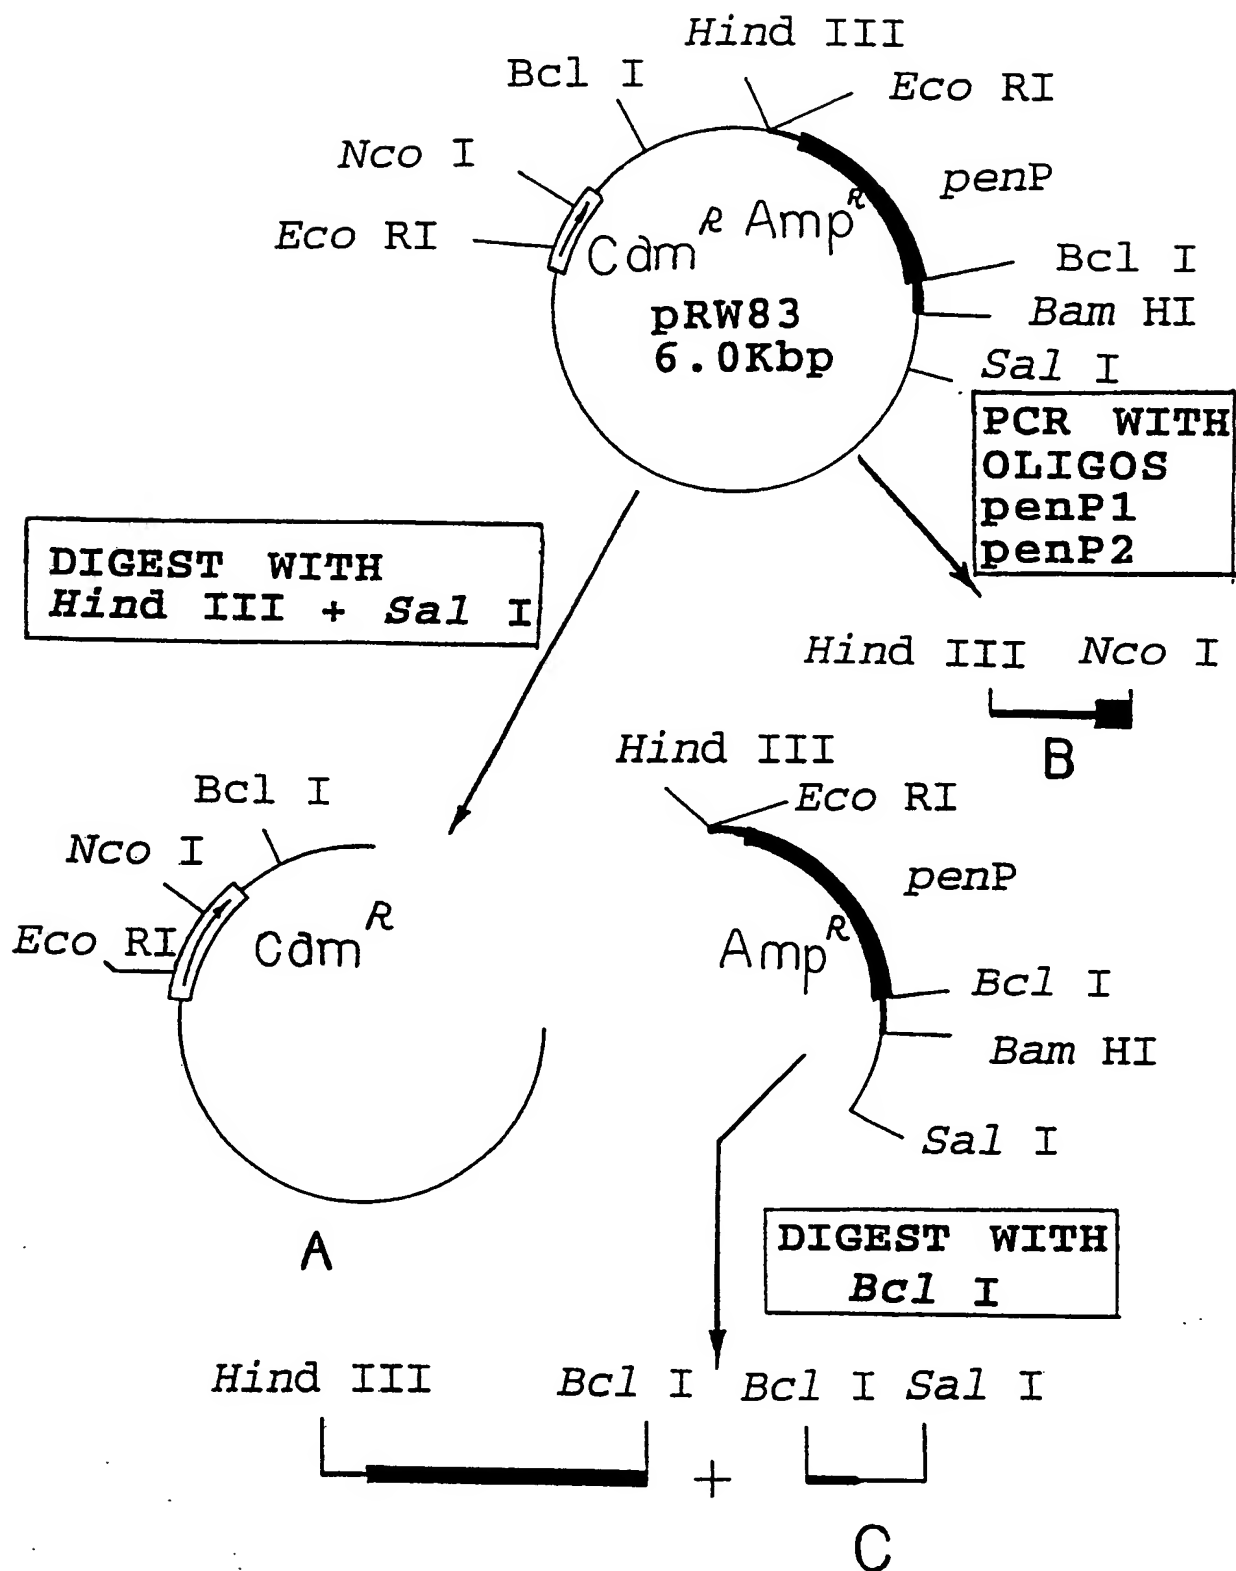 Hind III
Bcl I
Eco RI
Nco I
penP
Eco RI
Cam R Amp R
Bcl I
pRW83
Bam HI
6.0Kbp
Sal I
PCR WITH
OLIGOS
penP1
penP2
DIGEST WITH
Hind III + Sal I
Hind III Nco I
B
Hind III
Bcl I
Eco RI
Nco I
penP
Eco RI
Cam R
Amp R
Bcl I
Bam HI
Sal I
A
DIGEST WITH
Bcl I
Hind III Bcl I Bcl I Sal I
+
C